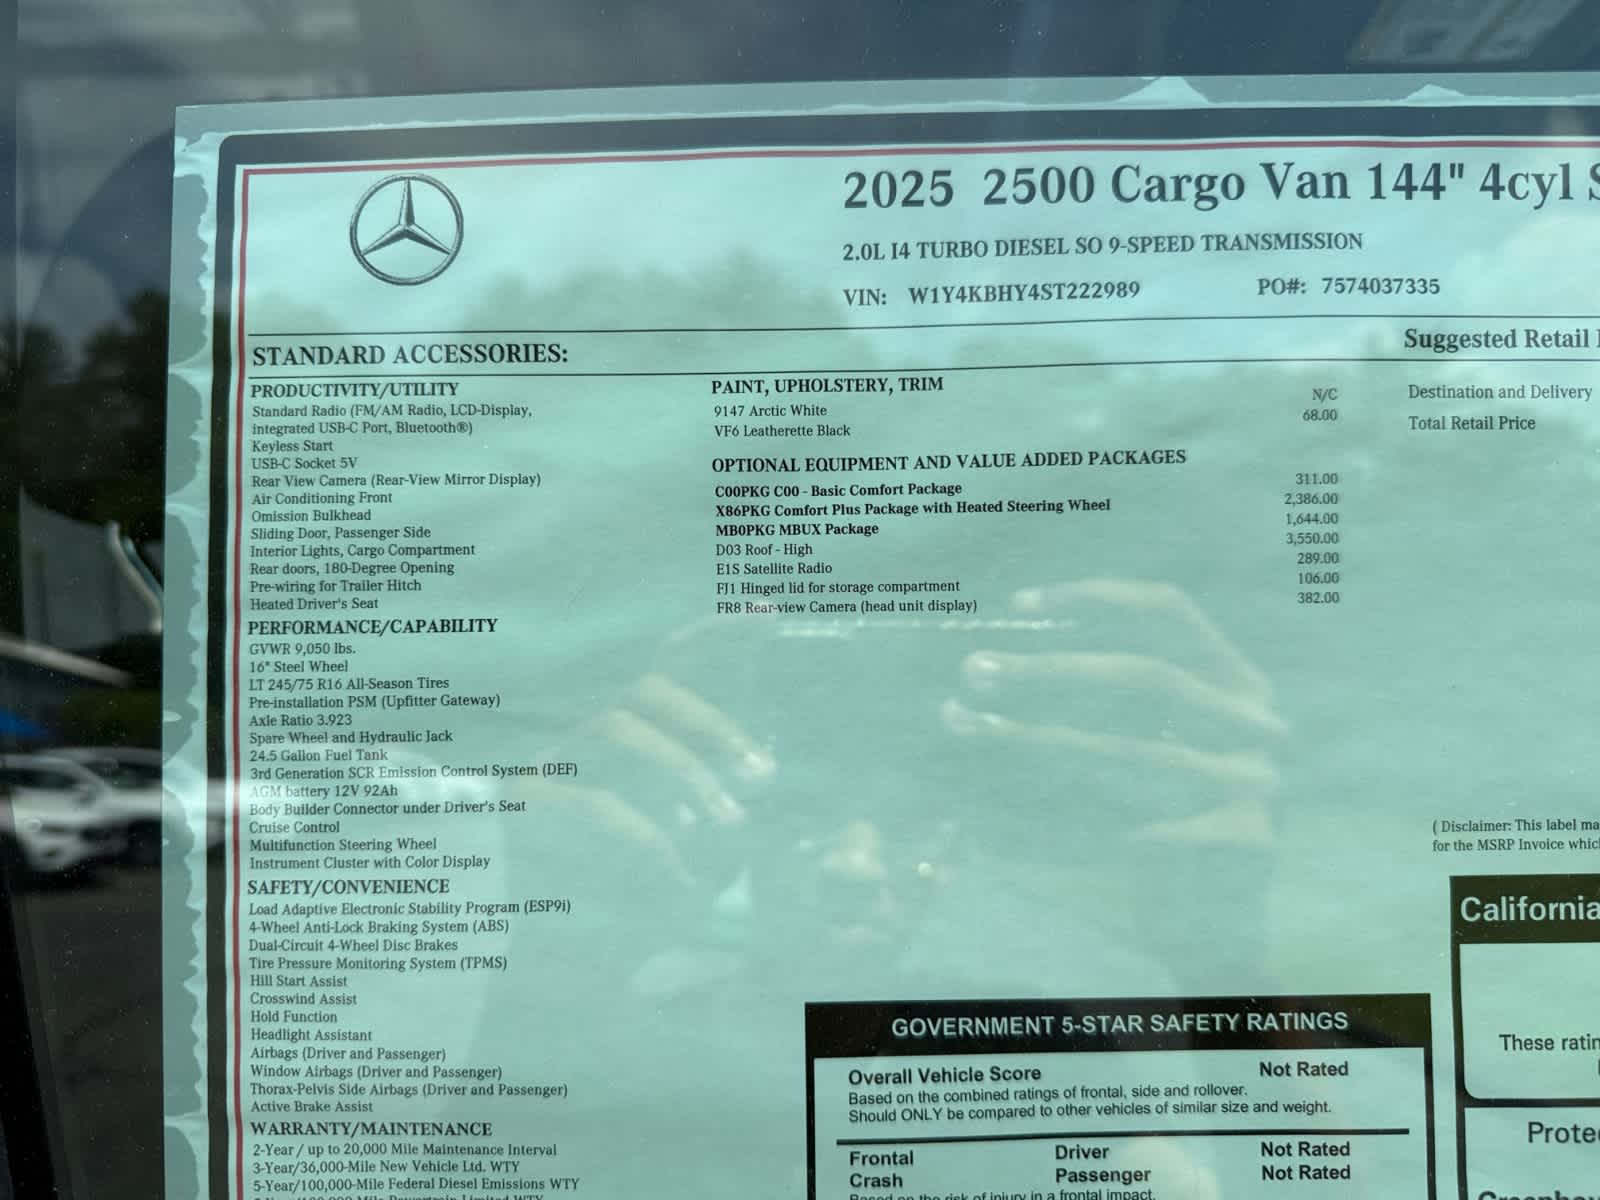 2025 2500 Cargo Van 144" 4cyl S
2.0L I4 TURBO DIESEL SO 9-SPEED TRANSMISSION
VIN: W1Y4KBHY4ST222989 PO#: 7574037335
Suggested Retail
STANDARD ACCESSORIES:
PRODUCTIVITY/UTILITY
Standard Radio (FM/AM Radio, LCD-Display,
integrated USB-C Port, Bluetooth®)
Keyless Start
USB-C Socket 5V
Rear View Camera (Rear-View Mirror Display)
Air Conditioning Front
Omission Bulkhead
Sliding Door, Passenger Side
Interior Lights, Cargo Compartment
Rear doors, 180-Degree Opening
Pre-wiring for Trailer Hitch
Heated Driver's Seat
PERFORMANCE/CAPABILITY
GVWR 9,050 lbs.
16" Steel Wheel
LT 245/75 R16 All-Season Tires
Pre-installation PSM (Upfitter Gateway)
Axle Ratio 3.923
Spare Wheel and Hydraulic Jack
24.5 Gallon Fuel Tank
3rd Generation SCR Emission Control System (DEF)
AGM battery 12V 92Ah
Body Builder Connector under Driver's Seat
Cruise Control
Multifunction Steering Wheel
Instrument Cluster with Color Display
SAFETY/CONVENIENCE
Load Adaptive Electronic Stability Program (ESP9i)
4-Wheel Anti-Lock Braking System (ABS)
Dual-Circuit 4-Wheel Disc Brakes
Tire Pressure Monitoring System (TPMS)
Hill Start Assist
Crosswind Assist
Hold Function
Headlight Assistant
Airbags (Driver and Passenger)
Window Airbags (Driver and Passenger)
Thorax-Pelvis Side Airbags (Driver and Passenger)
Active Brake Assist
WARRANTY/MAINTENANCE
2-Year / up to 20,000 Mile Maintenance Interval
3-Year/36,000-Mile New Vehicle Ltd. WTY
5-Year/100,000-Mile Federal Diesel Emissions WTY
PAINT, UPHOLSTERY, TRIM
9147 Arctic White N/C
VF6 Leatherette Black 68.00
OPTIONAL EQUIPMENT AND VALUE ADDED PACKAGES
C00PKG C00 - Basic Comfort Package 311.00
X86PKG Comfort Plus Package with Heated Steering Wheel 2,386.00
MB0PKG MBUX Package 1,644.00
D03 Roof - High 3,550.00
E1S Satellite Radio 289.00
FJ1 Hinged lid for storage compartment 106.00
FR8 Rear-view Camera (head unit display) 382.00
Destination and Delivery
Total Retail Price
( Disclaimer: This label ma
for the MSRP Invoice whic
GOVERNMENT 5-STAR SAFETY RATINGS
Overall Vehicle Score Not Rated
Based on the combined ratings of frontal, side and rollover.
Should ONLY be compared to other vehicles of similar size and weight.
Frontal Driver Not Rated
Crash Passenger Not Rated
Based on the risk of injury in a frontal impact.
California
These ratin
Prote